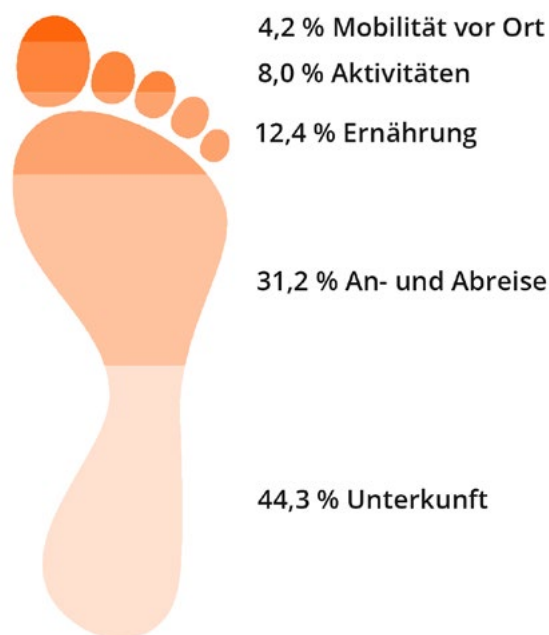 4,2 % Mobilität vor Ort
8,0 % Aktivitäten
12,4 % Ernährung
31,2 % An- und Abreise
44,3 % Unterkunft